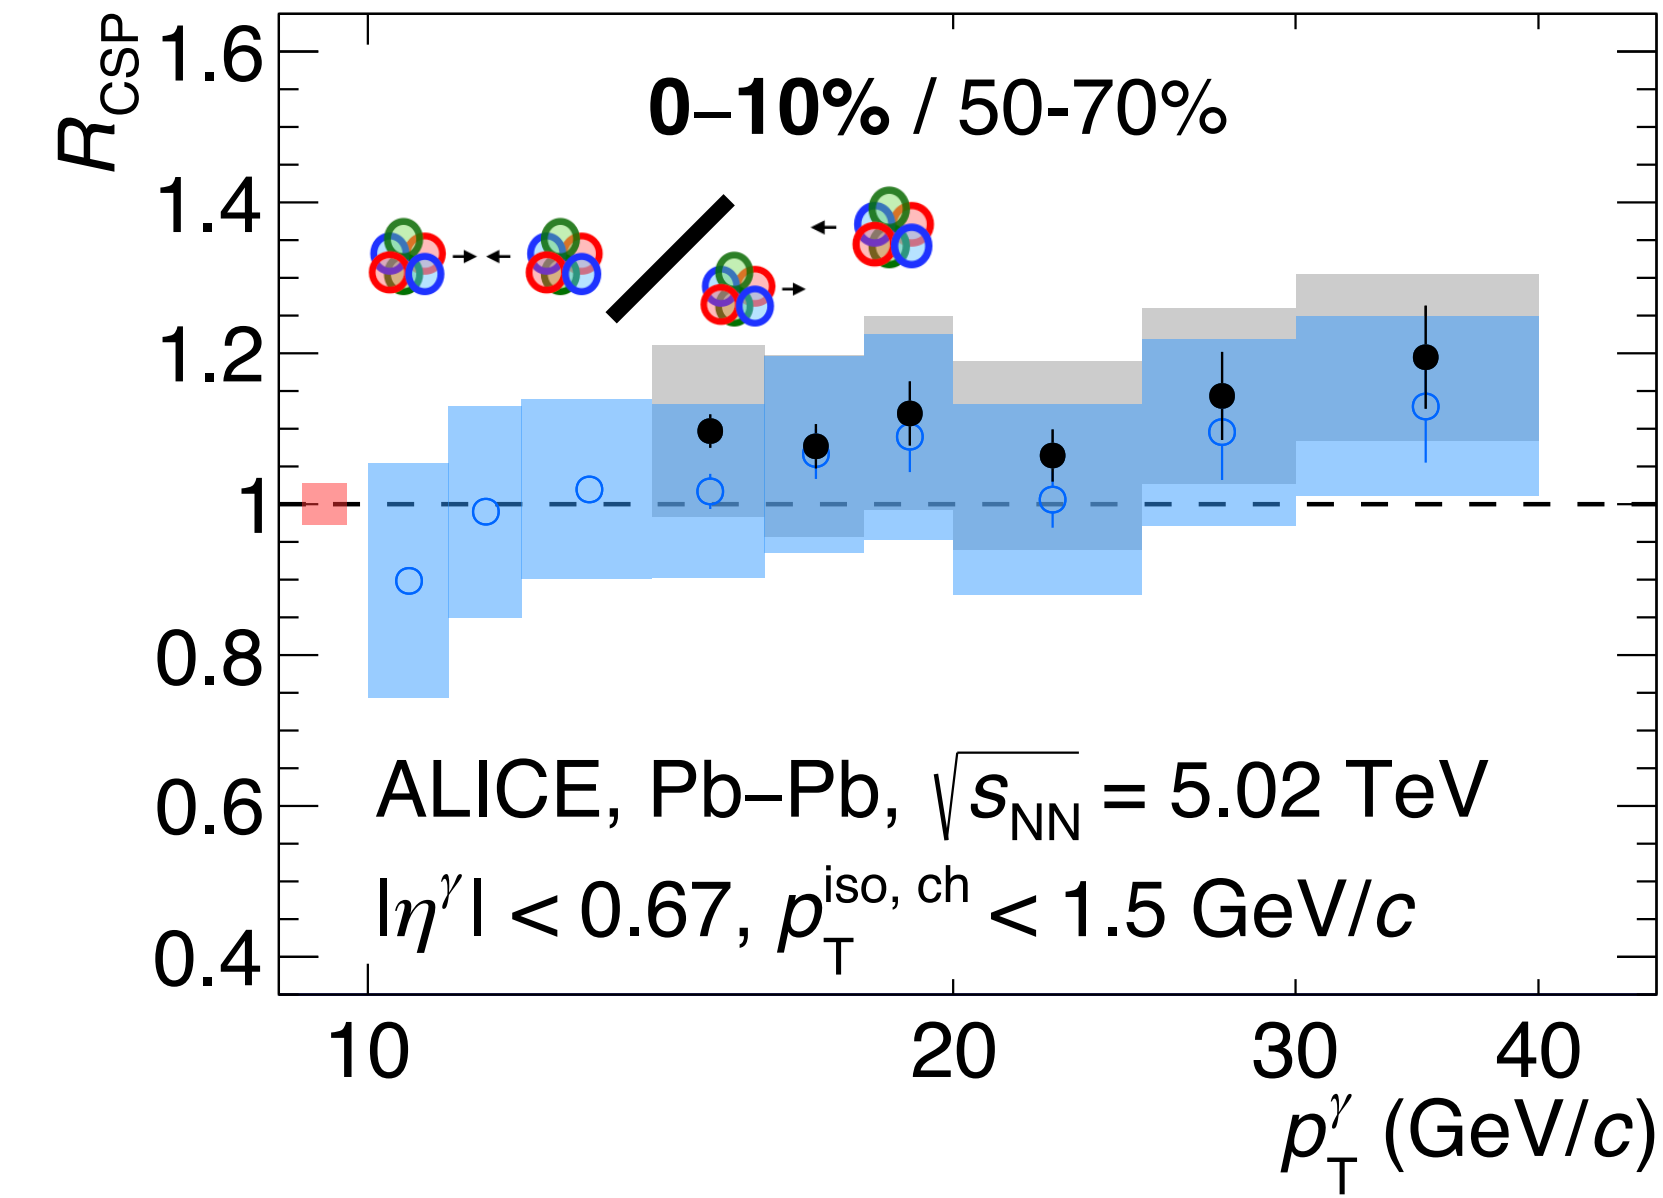 R_CSP
0–10% / 50-70%
1.6
1.4
1.2
1
0.8
0.6
0.4
ALICE, Pb–Pb, √s_NN = 5.02 TeV
|η^γ| < 0.67, p_T^iso, ch < 1.5 GeV/c
10 20 30 40
p_T^γ (GeV/c)